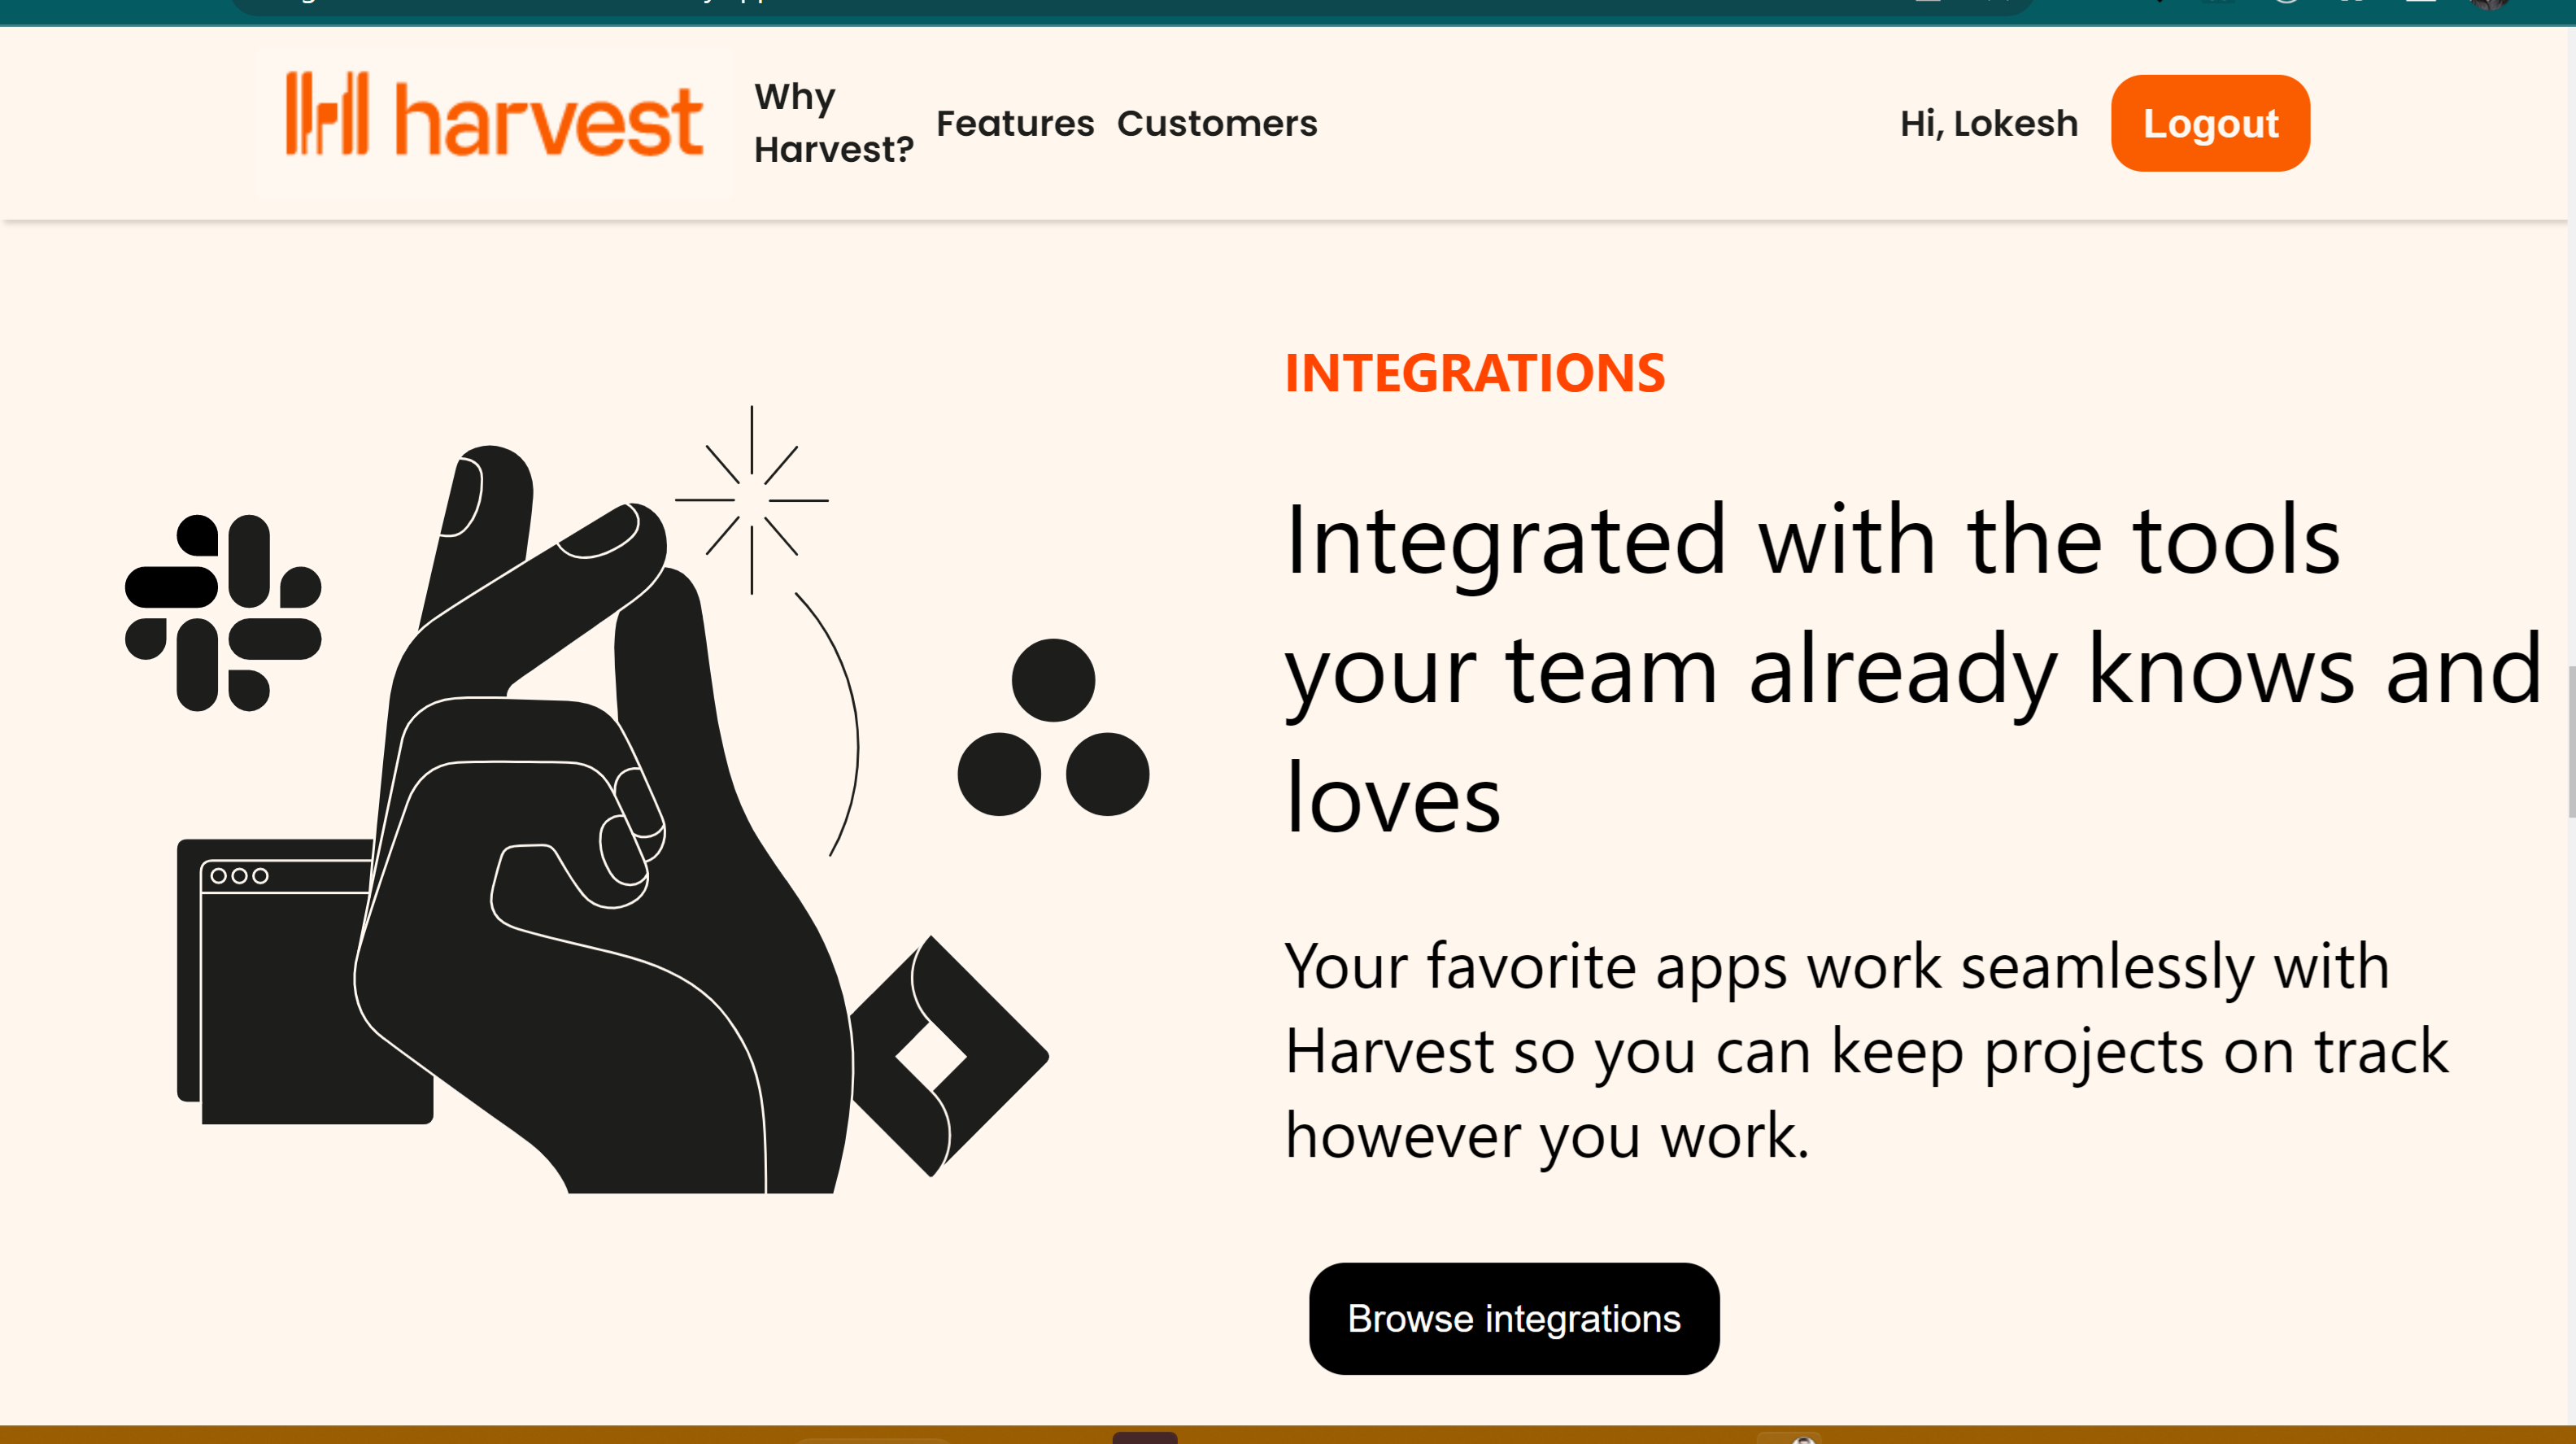 harvest
Why
Harvest?
Features
Customers
Hi, Lokesh
Logout
INTEGRATIONS
Integrated with the tools
your team already knows and
loves
Your favorite apps work seamlessly with
Harvest so you can keep projects on track
however you work.
Browse integrations